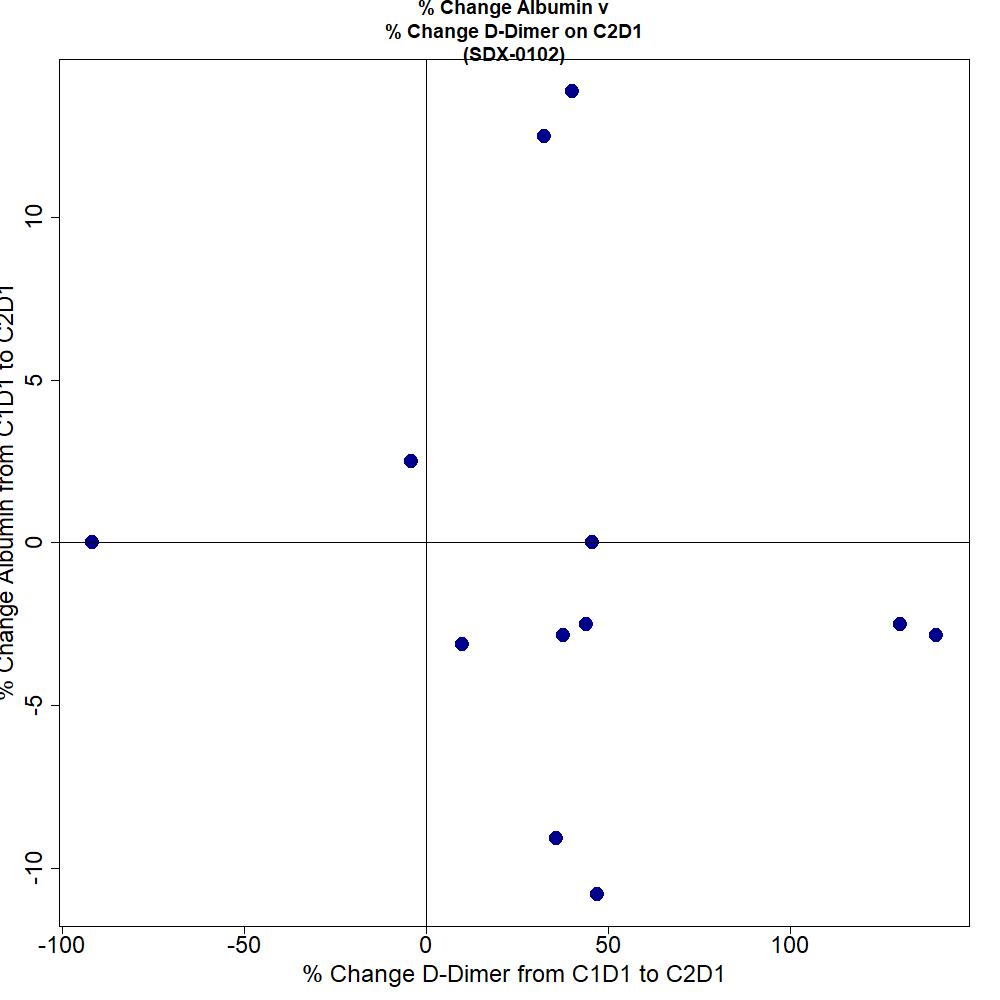 % Change Albumin v
% Change D-Dimer on C2D1
(SDX-0102)
10
5
0
-5
-10
% Change Albumin from C1D1 to C2D1
-100
-50
0
50
100
% Change D-Dimer from C1D1 to C2D1